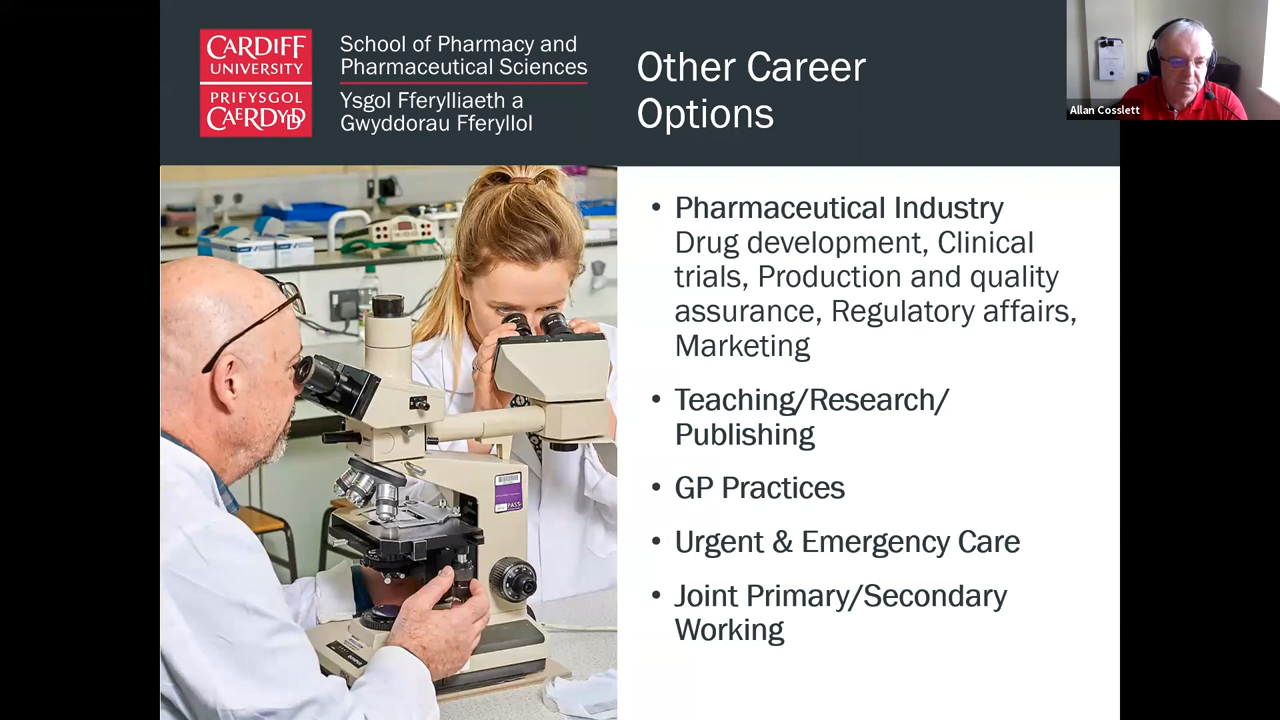 CARDIFF
UNIVERSITY
PRIFYSGOL
CAERDYDD
School of Pharmacy and
Pharmaceutical Sciences
Ysgol Fferylliaeth a
Gwyddorau Fferyllol
Other Career
Options
Allan Cosslett
• Pharmaceutical Industry
Drug development, Clinical
trials, Production and quality
assurance, Regulatory affairs,
Marketing
• Teaching/Research/
Publishing
• GP Practices
• Urgent & Emergency Care
• Joint Primary/Secondary
Working
PASS